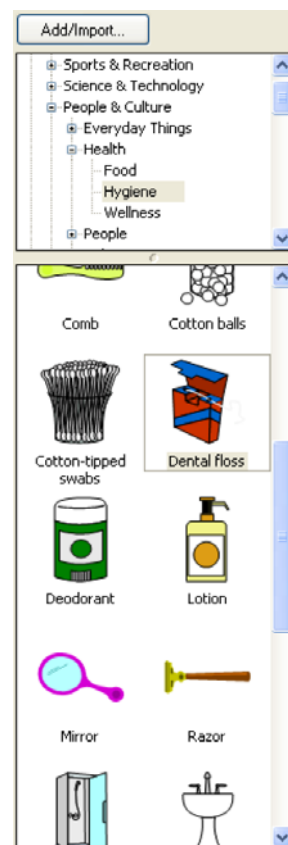 Add/Import...
Sports & Recreation
Science & Technology
People & Culture
Everyday Things
Health
Food
Hygiene
Wellness
People
Comb
Cotton balls
Cotton-tipped
swabs
Dental floss
Deodorant
Lotion
Mirror
Razor